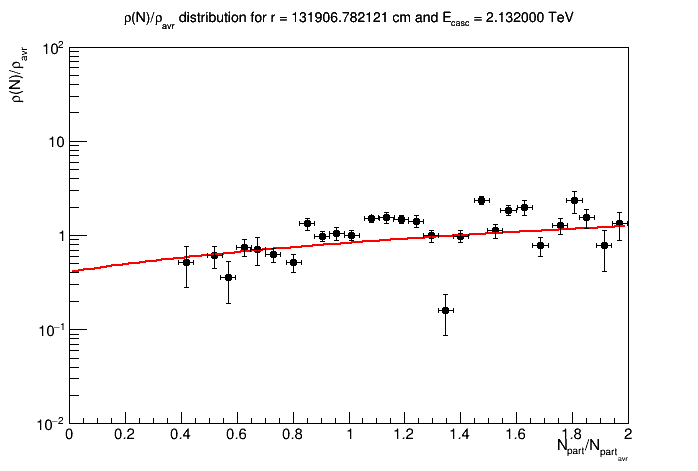 ρ(N)/ρavr distribution for r = 131906.782121 cm and Ecasc = 2.132000 TeV
ρ(N)/ρavr
10²
10
1
10⁻¹
10⁻²
0 0.2 0.4 0.6 0.8 1 1.2 1.4 1.6 1.8 2
Npart/Npartavr